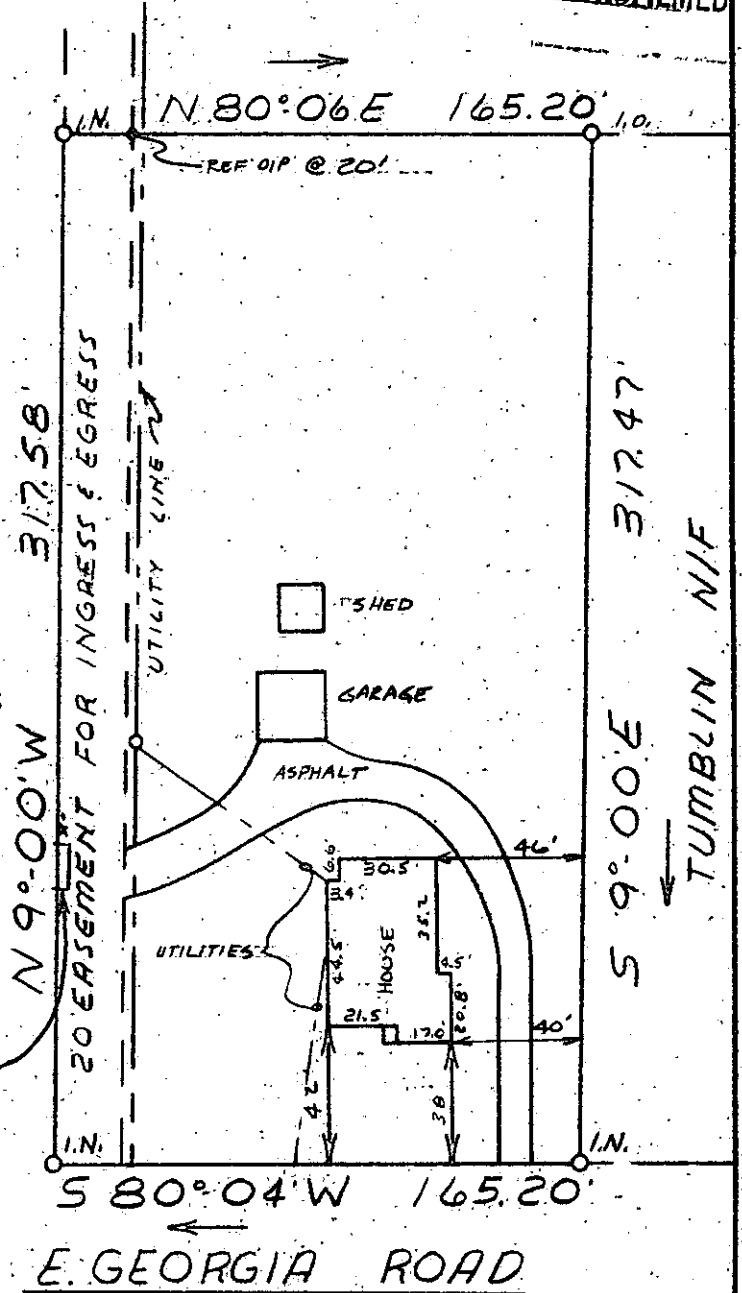 N 80°-06 E 165.20'
I.N.
I.O.
REF OIP @ 20'
317.58'
N 9°-00' W
20' EASEMENT FOR INGRESS & EGRESS
UTILITY LINE
SHED
GARAGE
ASPHALT
317.47'
S 9°-00' E
TUMBLIN N/F
46'
6.6
30.5
3.4
35.2
44.5'
HOUSE
4.5'
20.8'
UTILITIES
21.5
17.0'
40'
42'
38'
I.N.
I.N.
S 80°-04' W 165.20'
E. GEORGIA ROAD